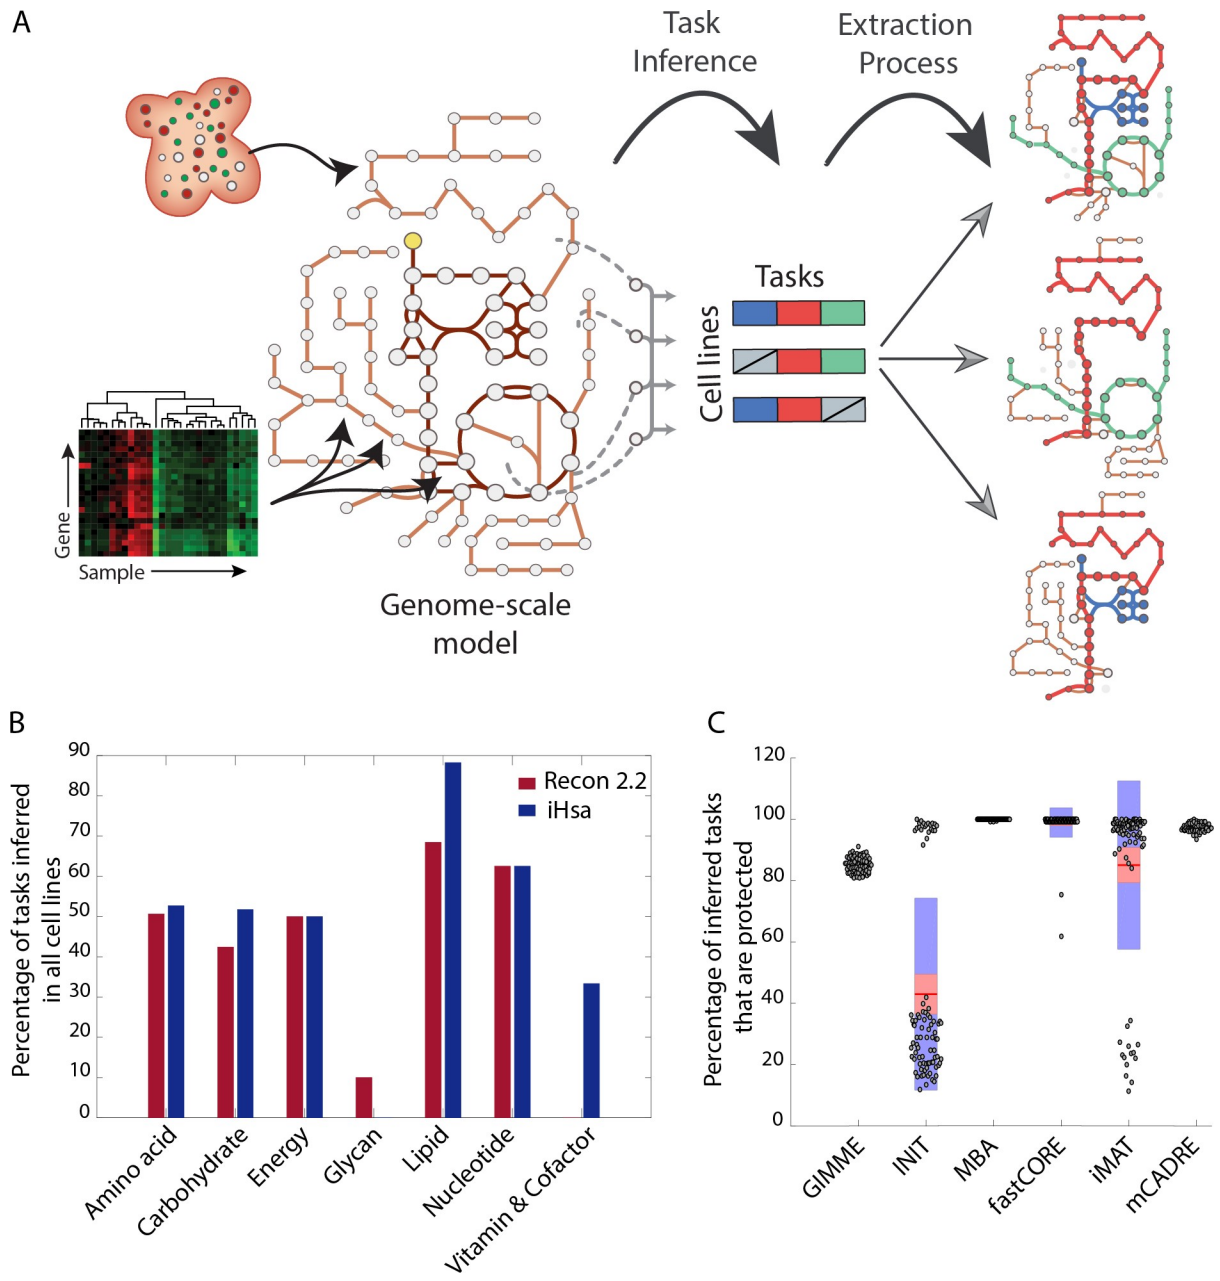 A
Task
Inference
Extraction
Process
Tasks
Cell lines
Gene
Sample
Genome-scale
model
B
Percentage of tasks inferred
in all cell lines
90
80
70
60
50
40
30
20
10
0
Recon 2.2
iHsa
Amino acid
Carbohydrate
Energy
Glycan
Lipid
Nucleotide
Vitamin & Cofactor
C
Percentage of inferred tasks
that are protected
120
100
80
60
40
20
0
GIMME
INIT
MBA
fastCORE
iMAT
mCADRE